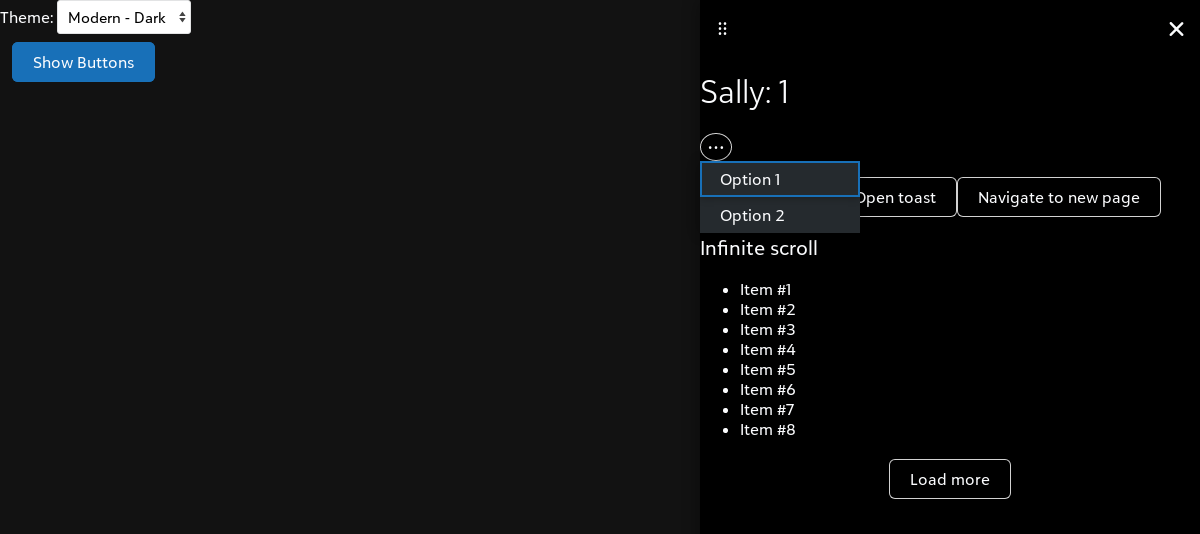 Theme: Modern - Dark
Show Buttons
Sally: 1
Option 1
Option 2
Open toast
Navigate to new page
Infinite scroll
Item #1
Item #2
Item #3
Item #4
Item #5
Item #6
Item #7
Item #8
Load more